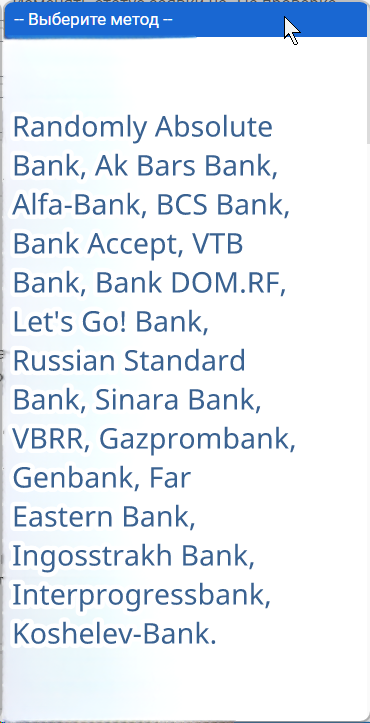 -- Выберите метод --
Randomly Absolute
Bank, Ak Bars Bank,
Alfa-Bank, BCS Bank,
Bank Accept, VTB
Bank, Bank DOM.RF,
Let's Go! Bank,
Russian Standard
Bank, Sinara Bank,
VBRR, Gazprombank,
Genbank, Far
Eastern Bank,
Ingosstrakh Bank,
Interprogressbank,
Koshelev-Bank.